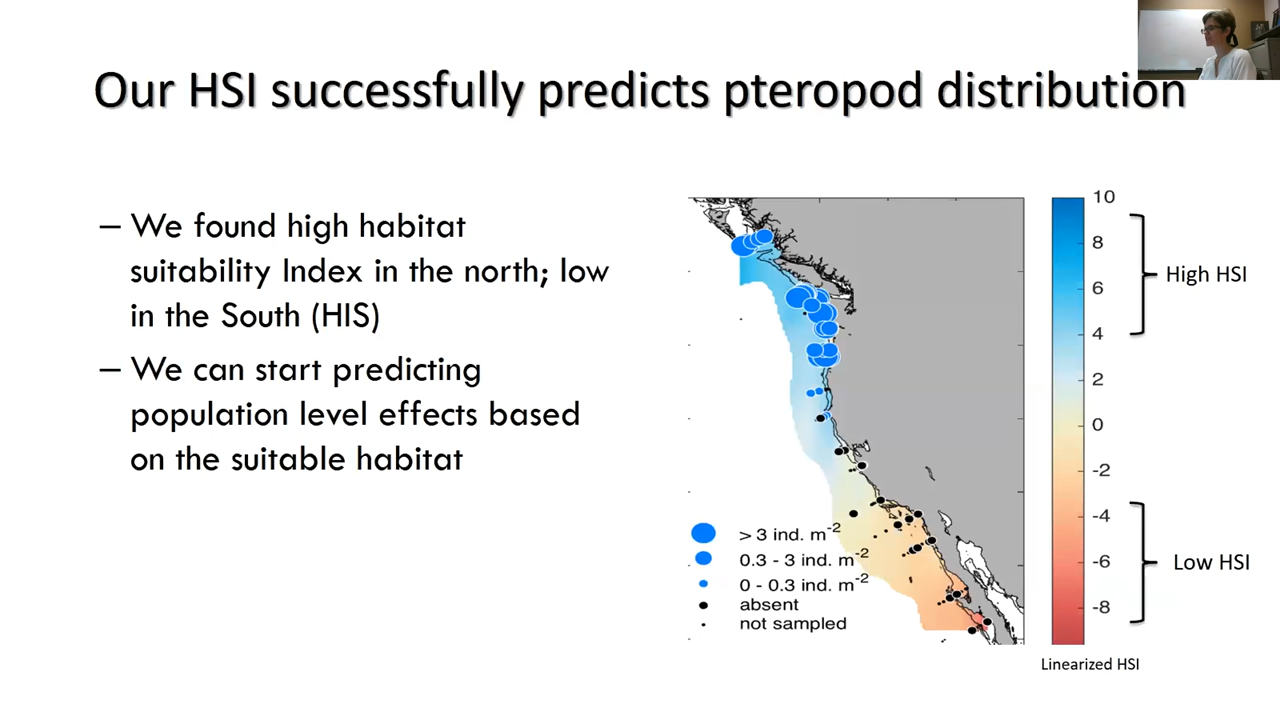 Our HSI successfully predicts pteropod distribution
– We found high habitat
suitability Index in the north; low
in the South (HIS)
– We can start predicting
population level effects based
on the suitable habitat
> 3 ind. m-2
0.3 - 3 ind. m-2
0 - 0.3 ind. m-2
absent
not sampled
10
8
6
4
2
0
-2
-4
-6
-8
High HSI
Low HSI
Linearized HSI